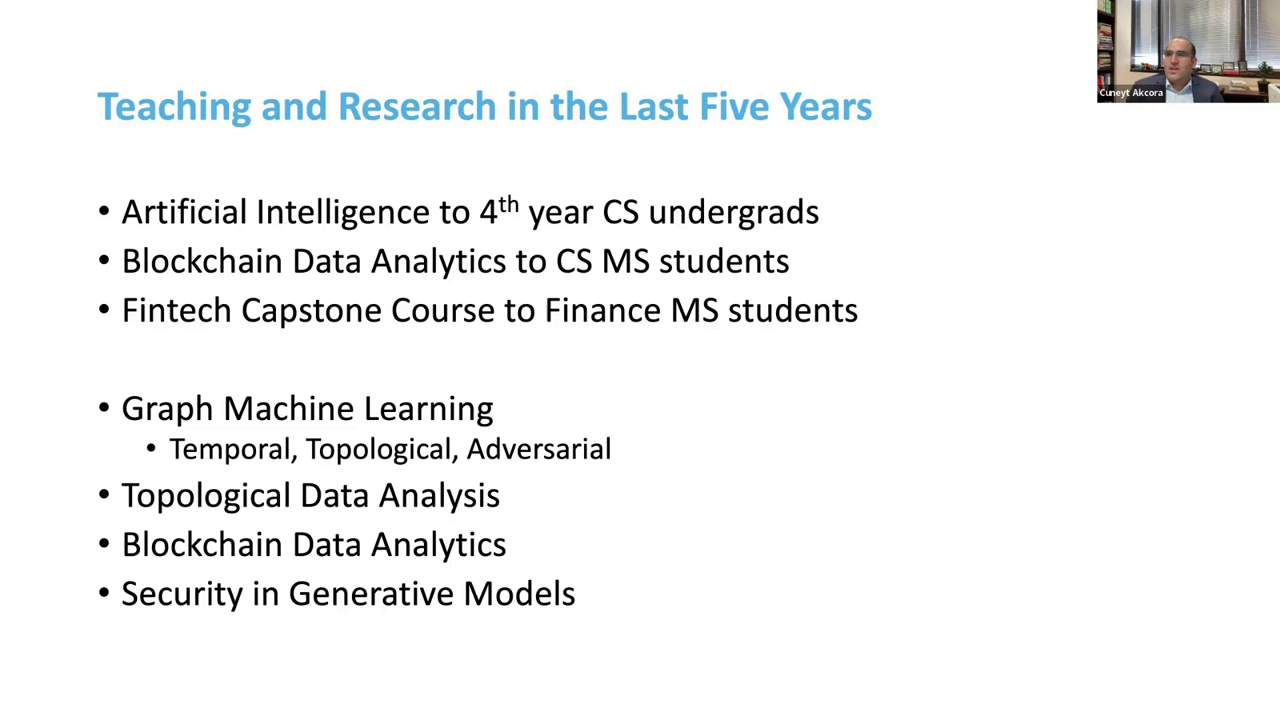 Teaching and Research in the Last Five Years
• Artificial Intelligence to 4th year CS undergrads
• Blockchain Data Analytics to CS MS students
• Fintech Capstone Course to Finance MS students
• Graph Machine Learning
• Temporal, Topological, Adversarial
• Topological Data Analysis
• Blockchain Data Analytics
• Security in Generative Models
Cuneyt Akcora